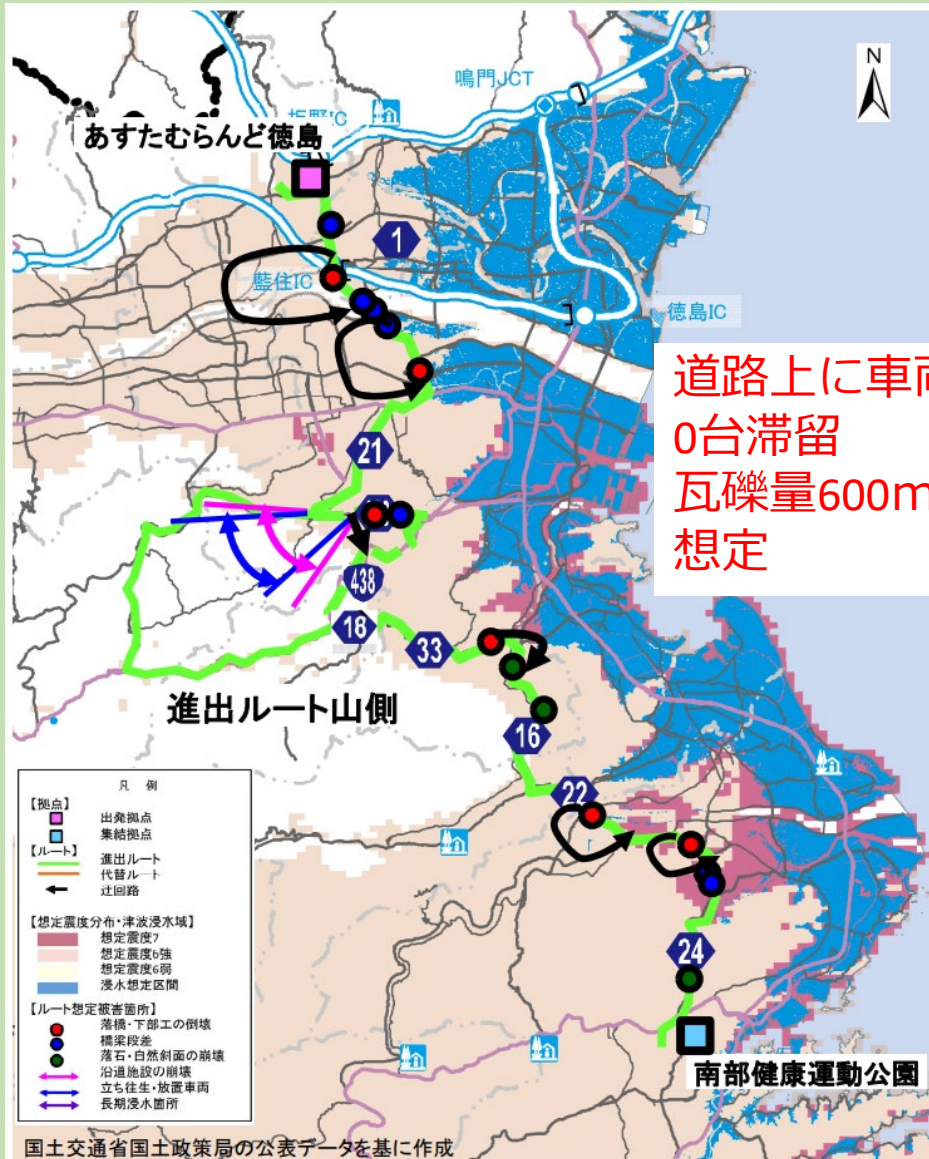 N
鳴門JCT
板野IC
あすたむらんど徳島
1
藍住IC
徳島IC
道路上に車両
0台滞留
瓦礫量600m
想定
21
438
18
33
進出ルート山側
16
22
24
南部健康運動公園
凡 例
【拠点】
出発拠点
集結拠点
【ルート】
進出ルート
代替ルート
迂回路
【想定震度分布・津波浸水域】
想定震度7
想定震度6強
想定震度6弱
浸水想定区間
【ルート想定被害箇所】
落橋・下部工の倒壊
橋梁段差
落石・自然斜面の崩壊
沿道施設の崩壊
立ち往生・放置車両
長期浸水箇所
国土交通省国土政策局の公表データを基に作成